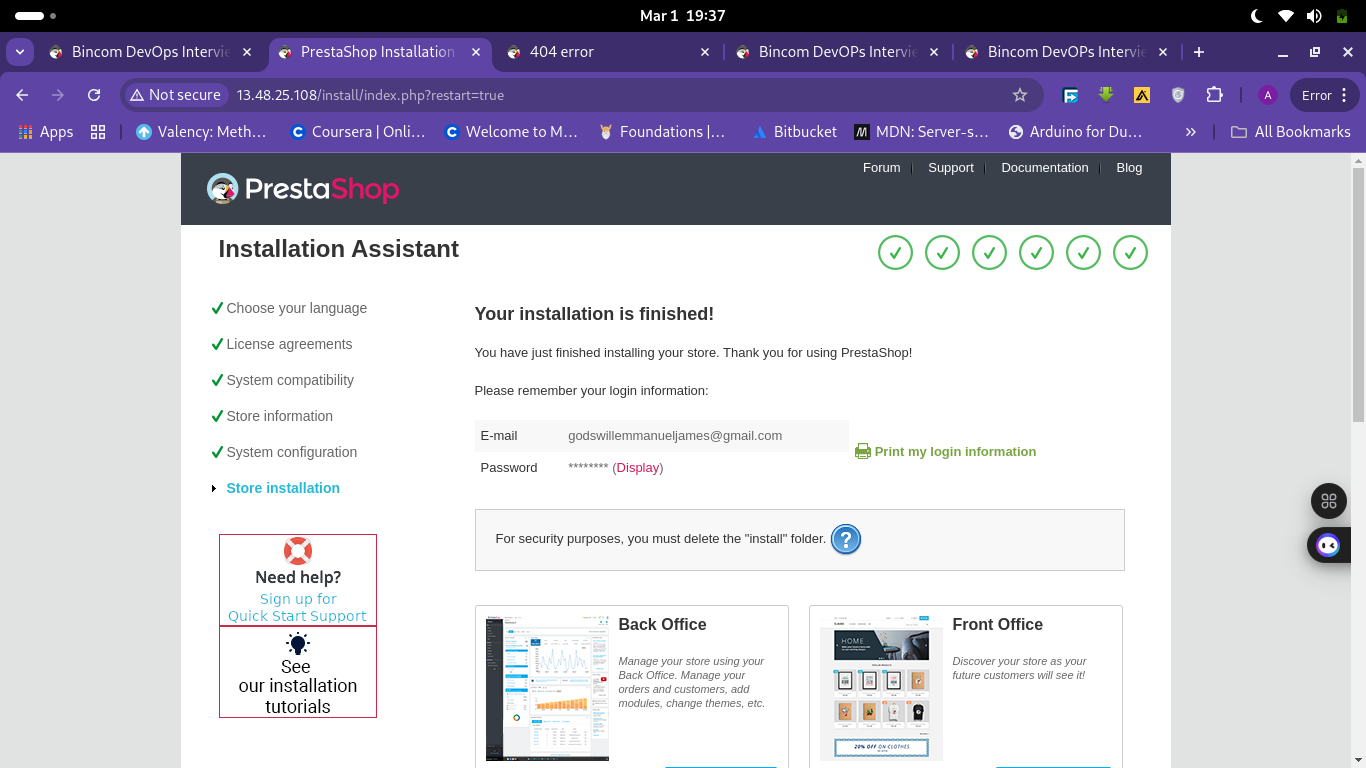 Mar 1 19:37
Bincom DevOps Intervie
PrestaShop Installation
404 error
Bincom DevOPs Intervie
Bincom DevOPs Intervie
Not secure
13.48.25.108/install/index.php?restart=true
A
Error
Apps
Valency: Meth...
Coursera | Onli...
Welcome to M...
Foundations |...
Bitbucket
MDN: Server-s...
Arduino for Du...
»
All Bookmarks
PrestaShop
Forum
Support
Documentation
Blog
Installation Assistant
Choose your language
License agreements
System compatibility
Store information
System configuration
Store installation
Need help?
Sign up for
Quick Start Support
See
our installation
tutorials
Your installation is finished!
You have just finished installing your store. Thank you for using PrestaShop!
Please remember your login information:
E-mail godswillemmanueljames@gmail.com
Password ******** (Display)
Print my login information
For security purposes, you must delete the "install" folder. ?
Back Office
Manage your store using your
Back Office. Manage your
orders and customers, add
modules, change themes, etc.
HOME
20% OFF ON CLOTHES
Front Office
Discover your store as your
future customers will see it!